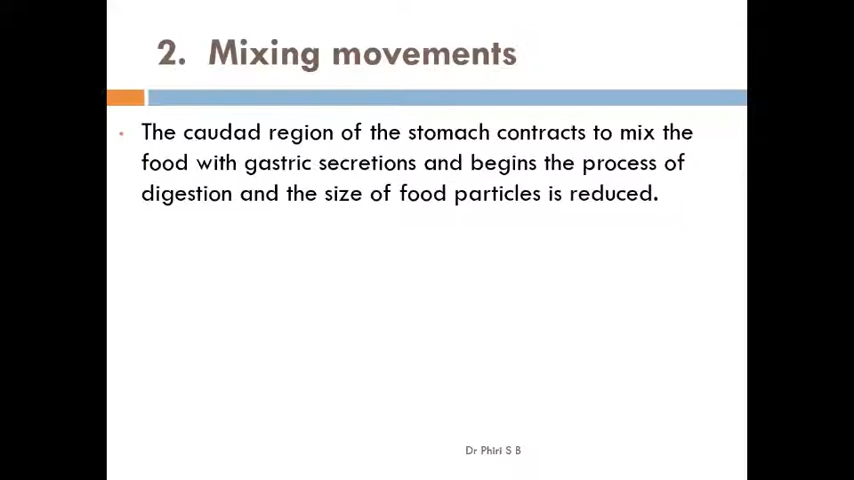 2. Mixing movements
• The caudad region of the stomach contracts to mix the
food with gastric secretions and begins the process of
digestion and the size of food particles is reduced.
Dr Phiri S B